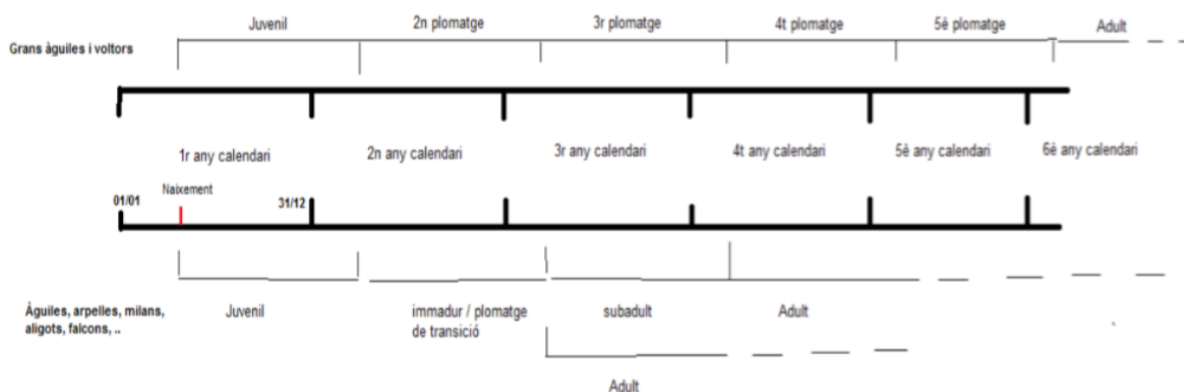 Juvenil 2n plomatge 3r plomatge 4t plomatge 5è plomatge Adult
Grans àguiles i voltors
1r any calendari 2n any calendari 3r any calendari 4t any calendari 5è any calendari 6è any calendari
Naixement
01/01 31/12
Àguiles, arpelles, milans, Juvenil immadur / plomatge subadult Adult
aligots, falcons, .. de transició
Adult